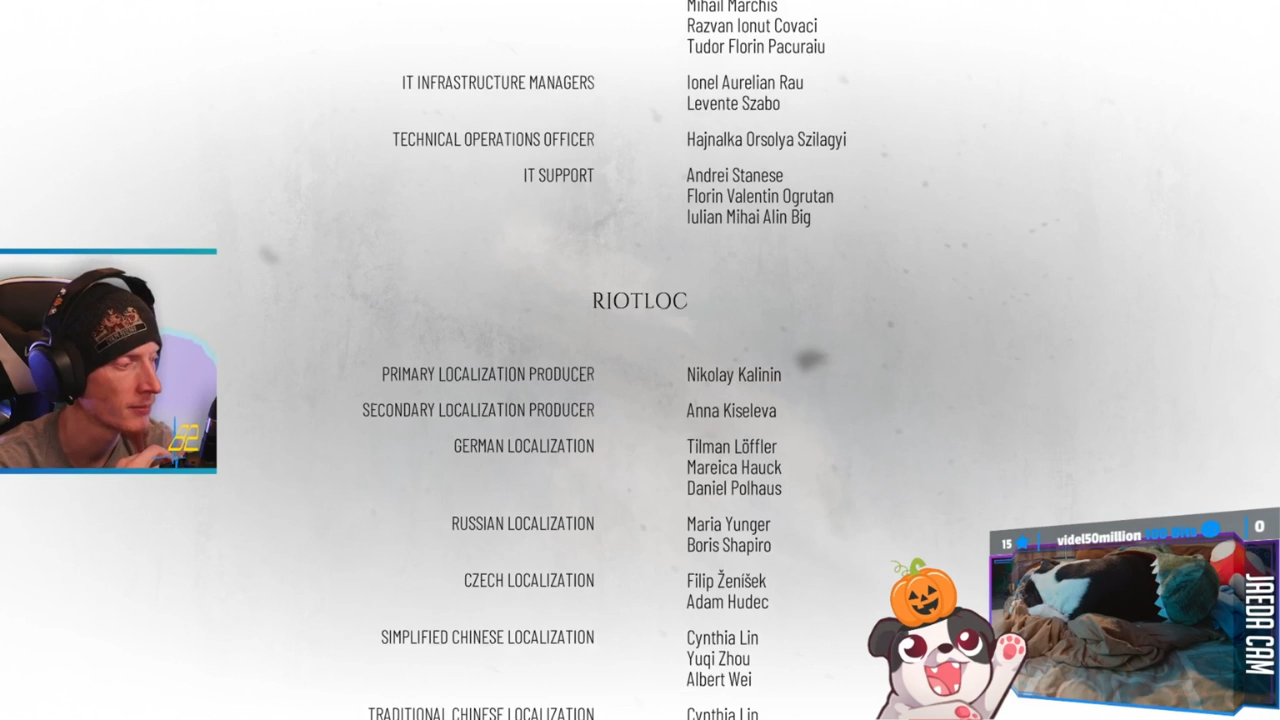 Mihail Marchis
Razvan Ionut Covaci
Tudor Florin Pacuraiu
IT INFRASTRUCTURE MANAGERS
Ionel Aurelian Rau
Levente Szabo
TECHNICAL OPERATIONS OFFICER
Hajnalka Orsolya Szilagyi
IT SUPPORT
Andrei Stanese
Florin Valentin Ogrutan
Iulian Mihai Alin Big
RIOTLOC
PRIMARY LOCALIZATION PRODUCER
Nikolay Kalinin
SECONDARY LOCALIZATION PRODUCER
Anna Kiseleva
GERMAN LOCALIZATION
Tilman Löffler
Mareica Hauck
Daniel Polhaus
RUSSIAN LOCALIZATION
Maria Yunger
Boris Shapiro
CZECH LOCALIZATION
Filip Ženíšek
Adam Hudec
SIMPLIFIED CHINESE LOCALIZATION
Cynthia Lin
Yuqi Zhou
Albert Wei
TRADITIONAL CHINESE LOCALIZATION
Cynthia Lin
82
15
videl50million 100 Bits
0
JAEDA CAM